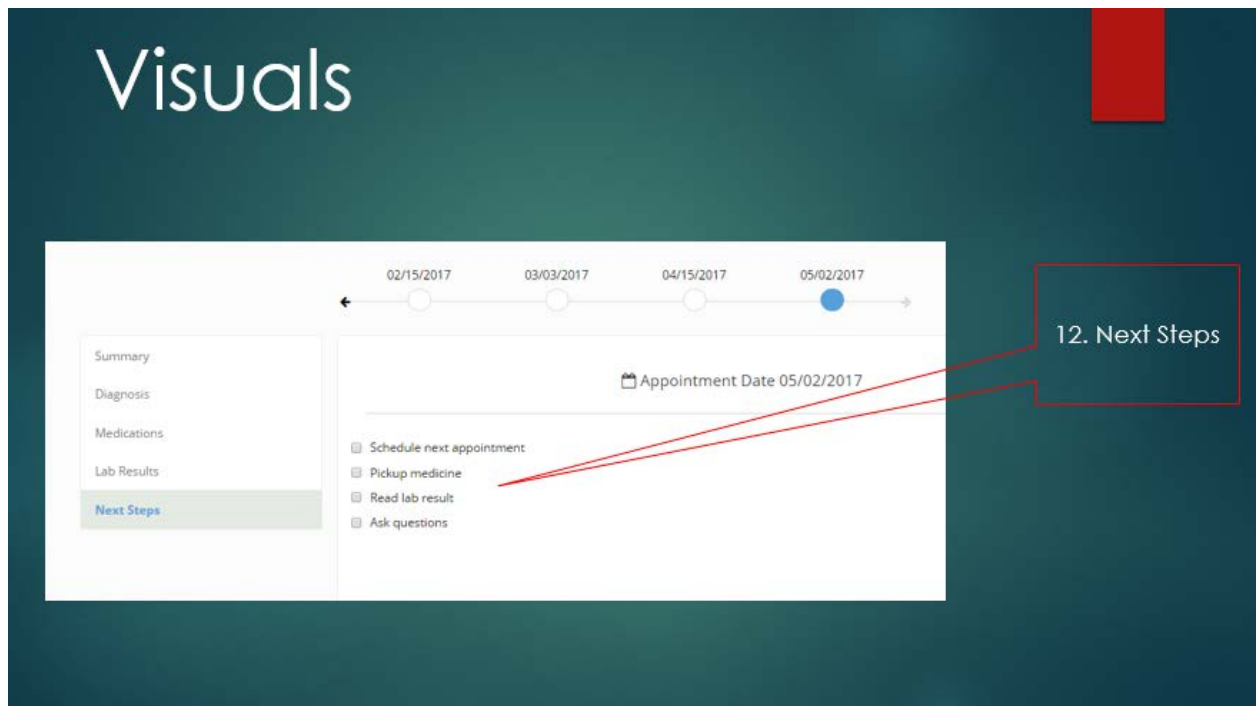 Visuals
02/15/2017 03/03/2017 04/15/2017 05/02/2017
12. Next Steps
Summary
Diagnosis
Medications
Lab Results
Next Steps
Appointment Date 05/02/2017
Schedule next appointment
Pickup medicine
Read lab result
Ask questions